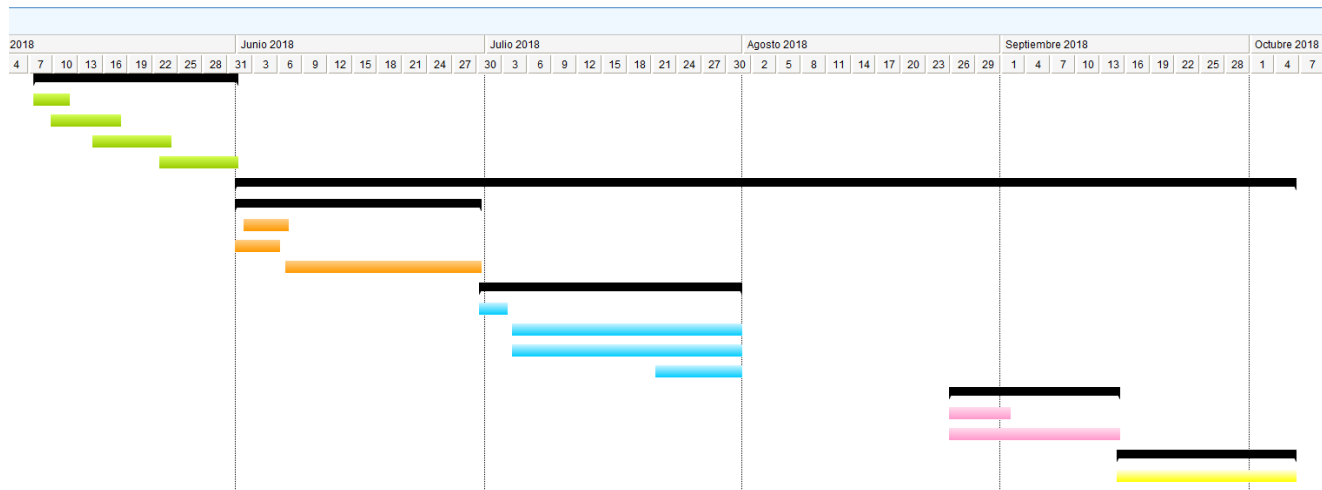 2018 Junio 2018 Julio 2018 Agosto 2018 Septiembre 2018 Octubre 2018
4 7 10 13 16 19 22 25 28 31 3 6 9 12 15 18 21 24 27 30 3 6 9 12 15 18 21 24 27 30 2 5 8 11 14 17 20 23 26 29 1 4 7 10 13 16 19 22 25 28 1 4 7